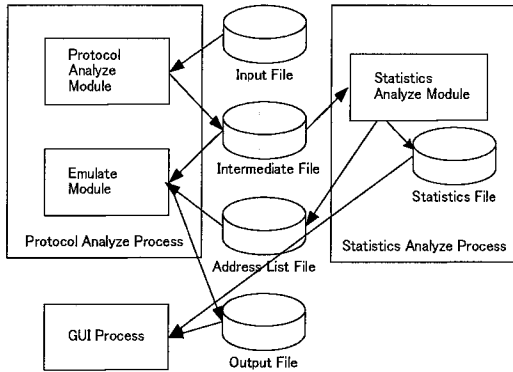 Protocol
Analyze
Module
Input File
Statistics
Analyze Module
Intermediate File
Emulate
Module
Statistics File
Protocol Analyze Process
Address List File
Statistics Analyze Process
GUI Process
Output File